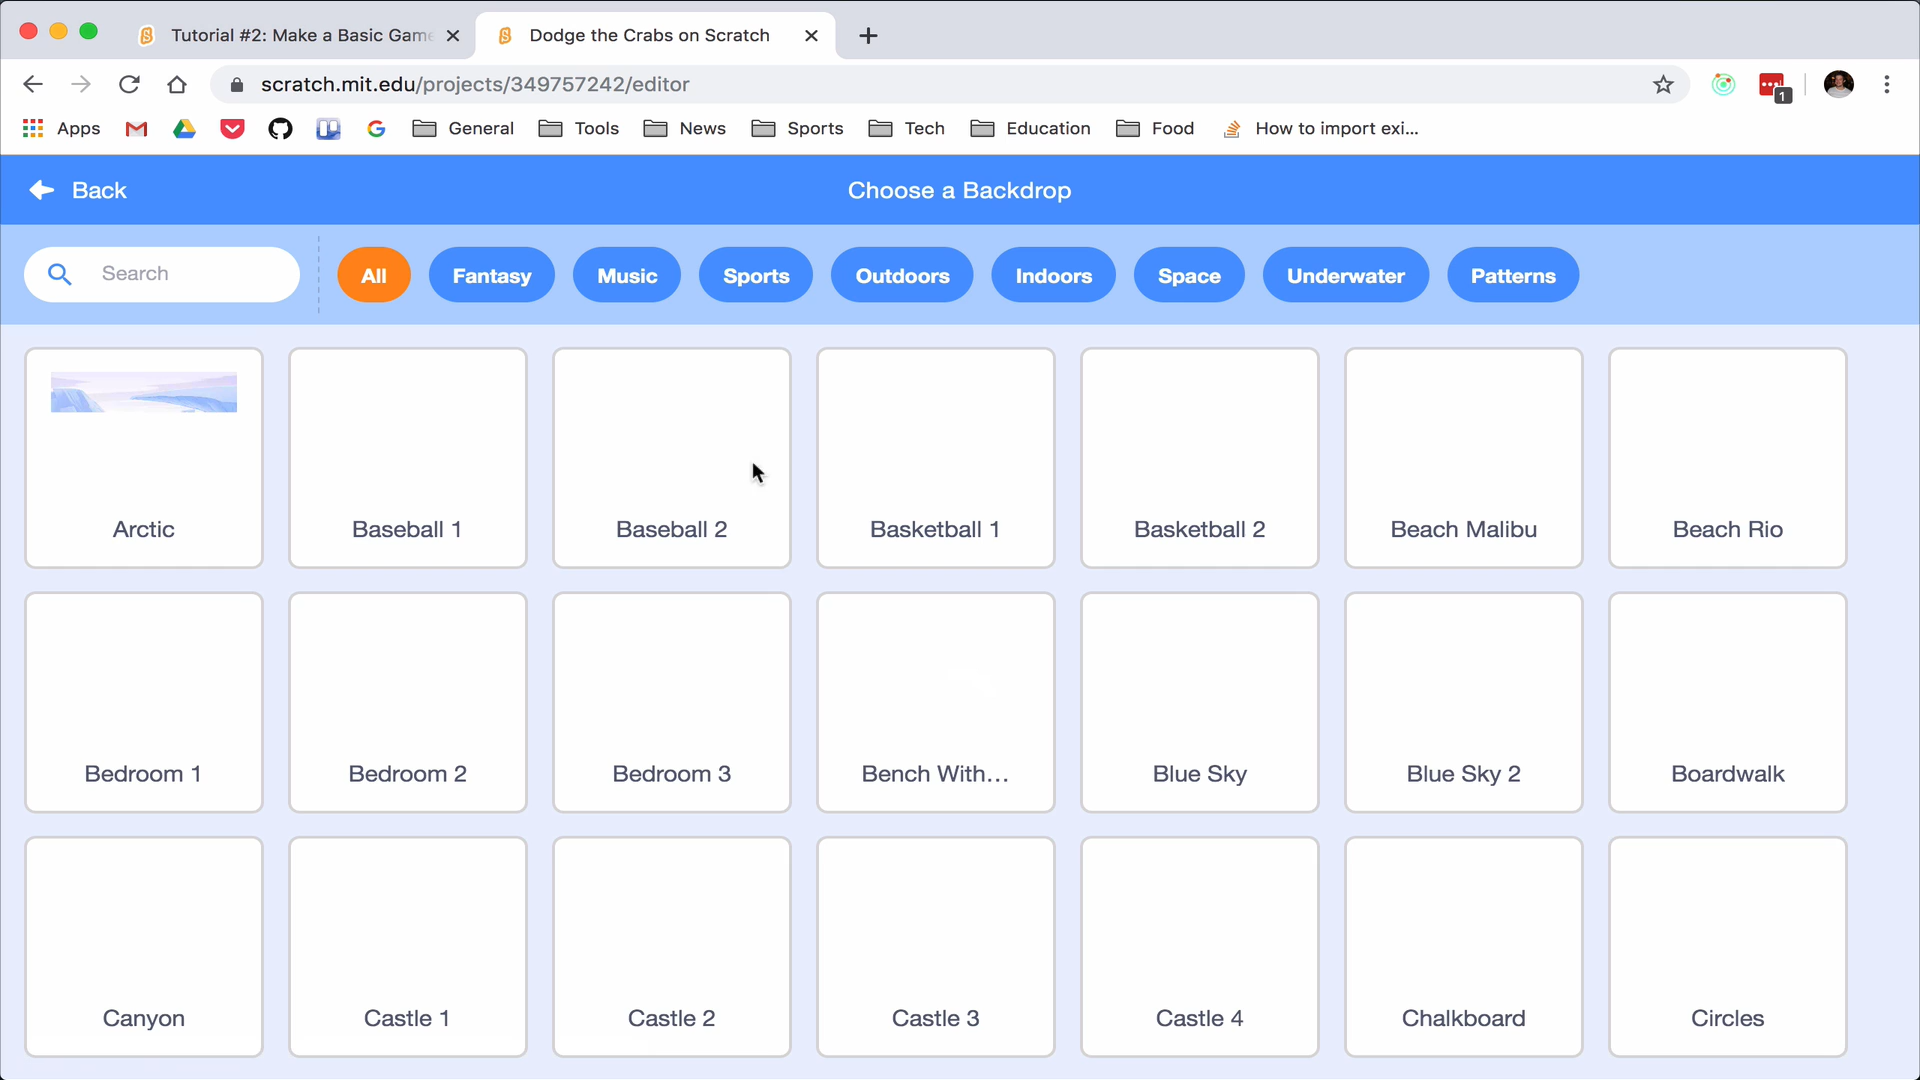 Tutorial #2: Make a Basic Game
Dodge the Crabs on Scratch
scratch.mit.edu/projects/349757242/editor
1
Apps
General
Tools
News
Sports
Tech
Education
Food
How to import exi...
Back
Choose a Backdrop
Search
All
Fantasy
Music
Sports
Outdoors
Indoors
Space
Underwater
Patterns
Arctic
Baseball 1
Baseball 2
Basketball 1
Basketball 2
Beach Malibu
Beach Rio
Bedroom 1
Bedroom 2
Bedroom 3
Bench With...
Blue Sky
Blue Sky 2
Boardwalk
Canyon
Castle 1
Castle 2
Castle 3
Castle 4
Chalkboard
Circles